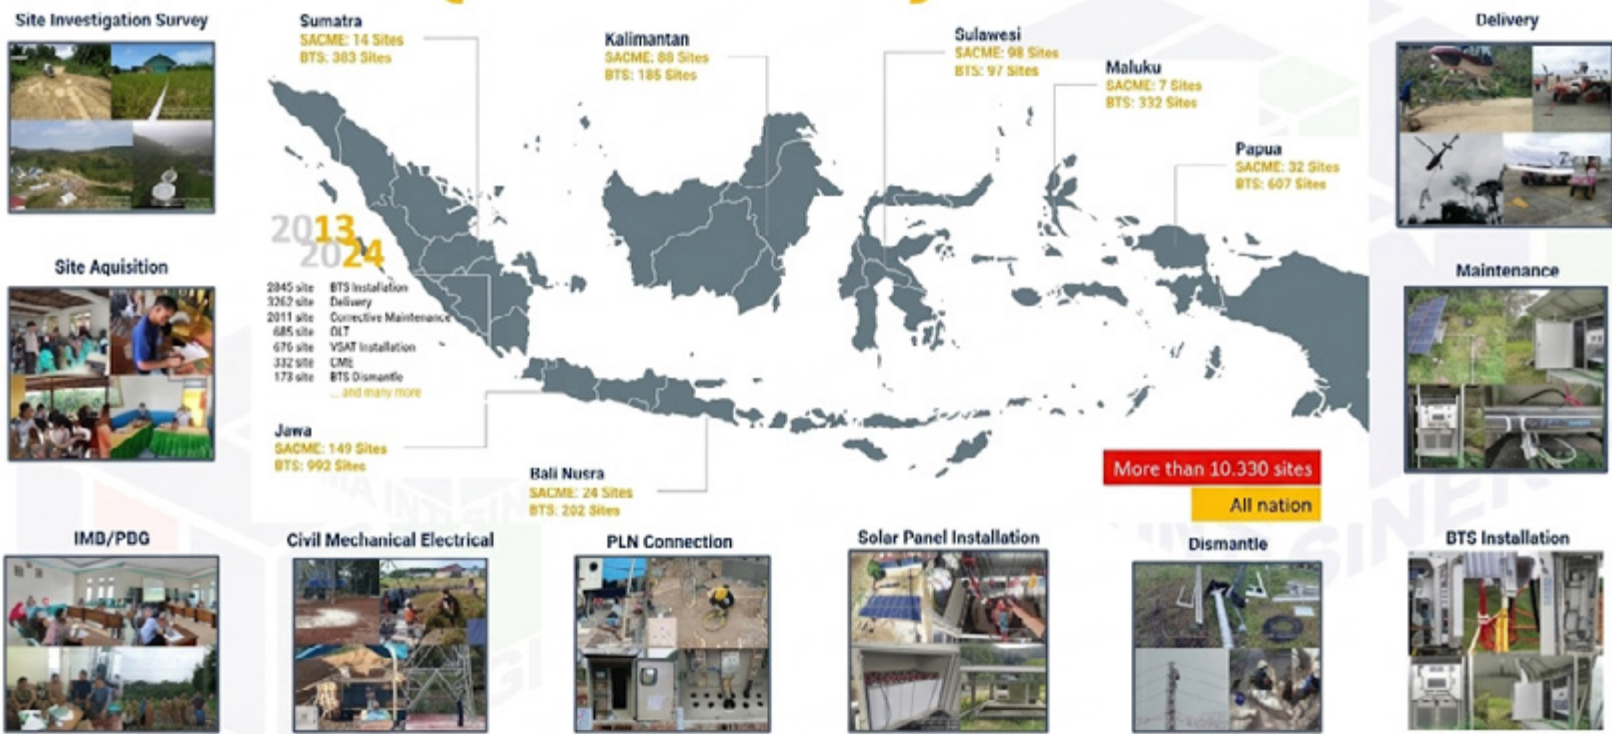 Site Investigation Survey
Sumatra
SACME: 14 Sites
BTS: 383 Sites
Kalimantan
SACME: 88 Sites
BTS: 185 Sites
Sulawesi
SACME: 98 Sites
BTS: 97 Sites
Maluku
SACME: 7 Sites
BTS: 332 Sites
Papua
SACME: 32 Sites
BTS: 607 Sites
Delivery
2013
2024
2845 site BTS Installation
3262 site Delivery
2011 site Corrective Maintenance
685 site OLT
676 site VSAT Installation
332 site CME
173 site BTS Dismantle
... and many more
Site Aquisition
Maintenance
Jawa
SACME: 149 Sites
BTS: 992 Sites
Bali Nusra
SACME: 24 Sites
BTS: 202 Sites
More than 10.330 sites
All nation
IMB/PBG
Civil Mechanical Electrical
PLN Connection
Solar Panel Installation
Dismantle
BTS Installation